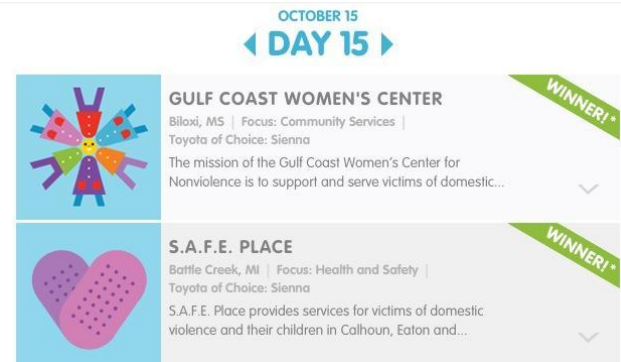 OCTOBER 15
DAY 15
GULF COAST WOMEN'S CENTER
WINNER!*
Biloxi, MS | Focus: Community Services |
Toyota of Choice: Sienna
The mission of the Gulf Coast Women's Center for
Nonviolence is to support and serve victims of domestic...
S.A.F.E. PLACE
WINNER!*
Battle Creek, MI | Focus: Health and Safety |
Toyota of Choice: Sienna
S.A.F.E. Place provides services for victims of domestic
violence and their children in Calhoun, Eaton and...